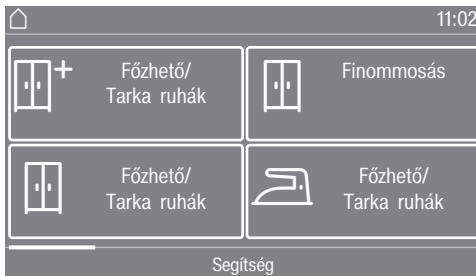 11:02
+ Főzhető/
Tarka ruhák
Finommosás
Főzhető/
Tarka ruhák
Főzhető/
Tarka ruhák
Segítség